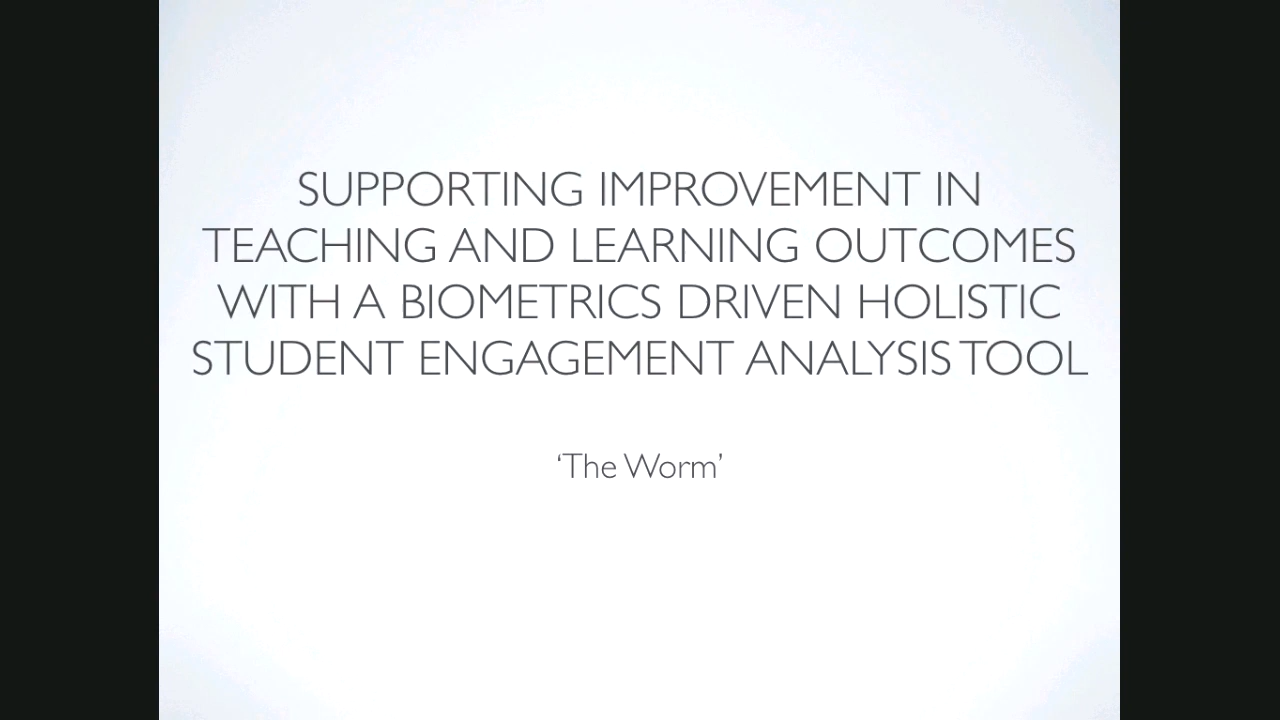 SUPPORTING IMPROVEMENT IN
TEACHING AND LEARNING OUTCOMES
WITH A BIOMETRICS DRIVEN HOLISTIC
STUDENT ENGAGEMENT ANALYSIS TOOL
‘The Worm’